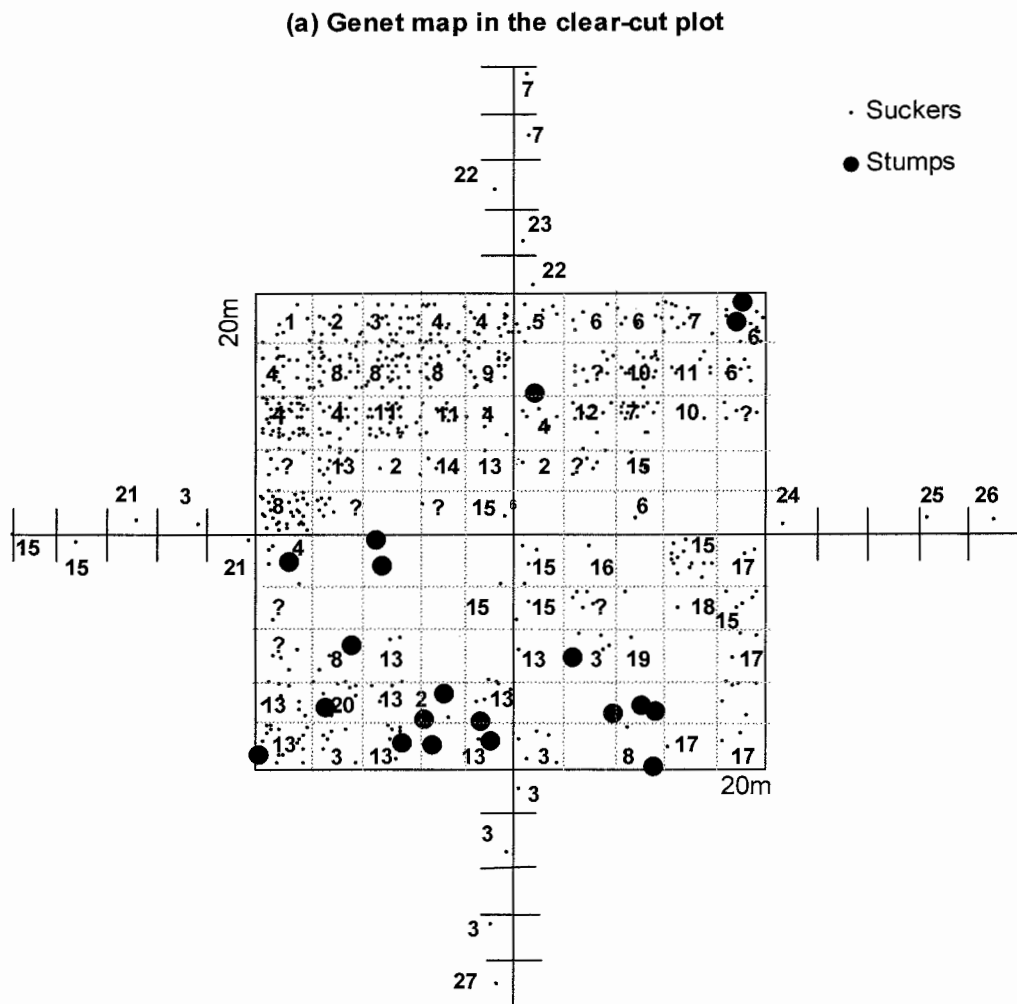 (a) Genet map in the clear-cut plot
7
Suckers
7
Stumps
22
23
22
20m
1 2 3 4 4 5 6 6 7 6
4 8 8 8 9 ? 10 11 6
4 4 11 11 4 4 12 7 10 ?
? 13 2 14 13 2 ? 15
21 3 8 ? ? 15 6 6 24 25 26
15 15 21 4 15 16 15 17
? 15 15 ? 18 15
? 8 13 13 3 19 17
13 20 13 2 13
13 3 13 13 3 8 17 17
20m
3
3
3
27